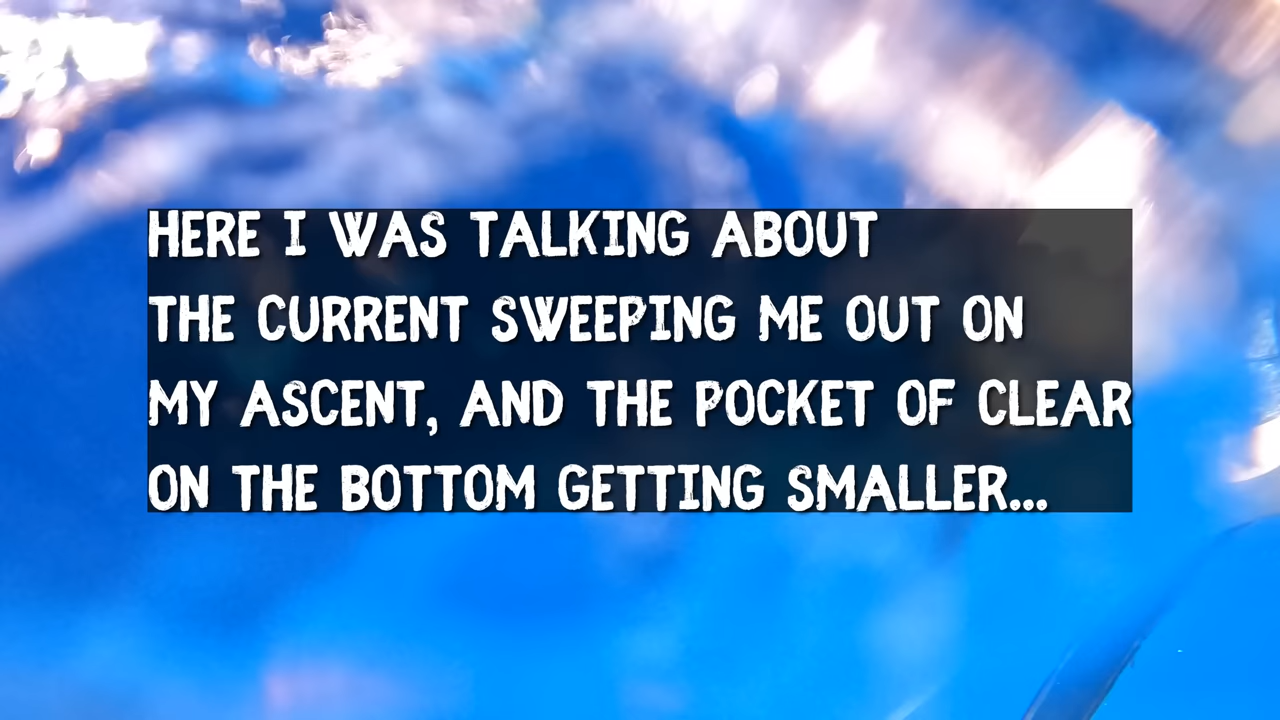 HERE I WAS TALKING ABOUT
THE CURRENT SWEEPING ME OUT ON
MY ASCENT, AND THE POCKET OF CLEAR
ON THE BOTTOM GETTING SMALLER...